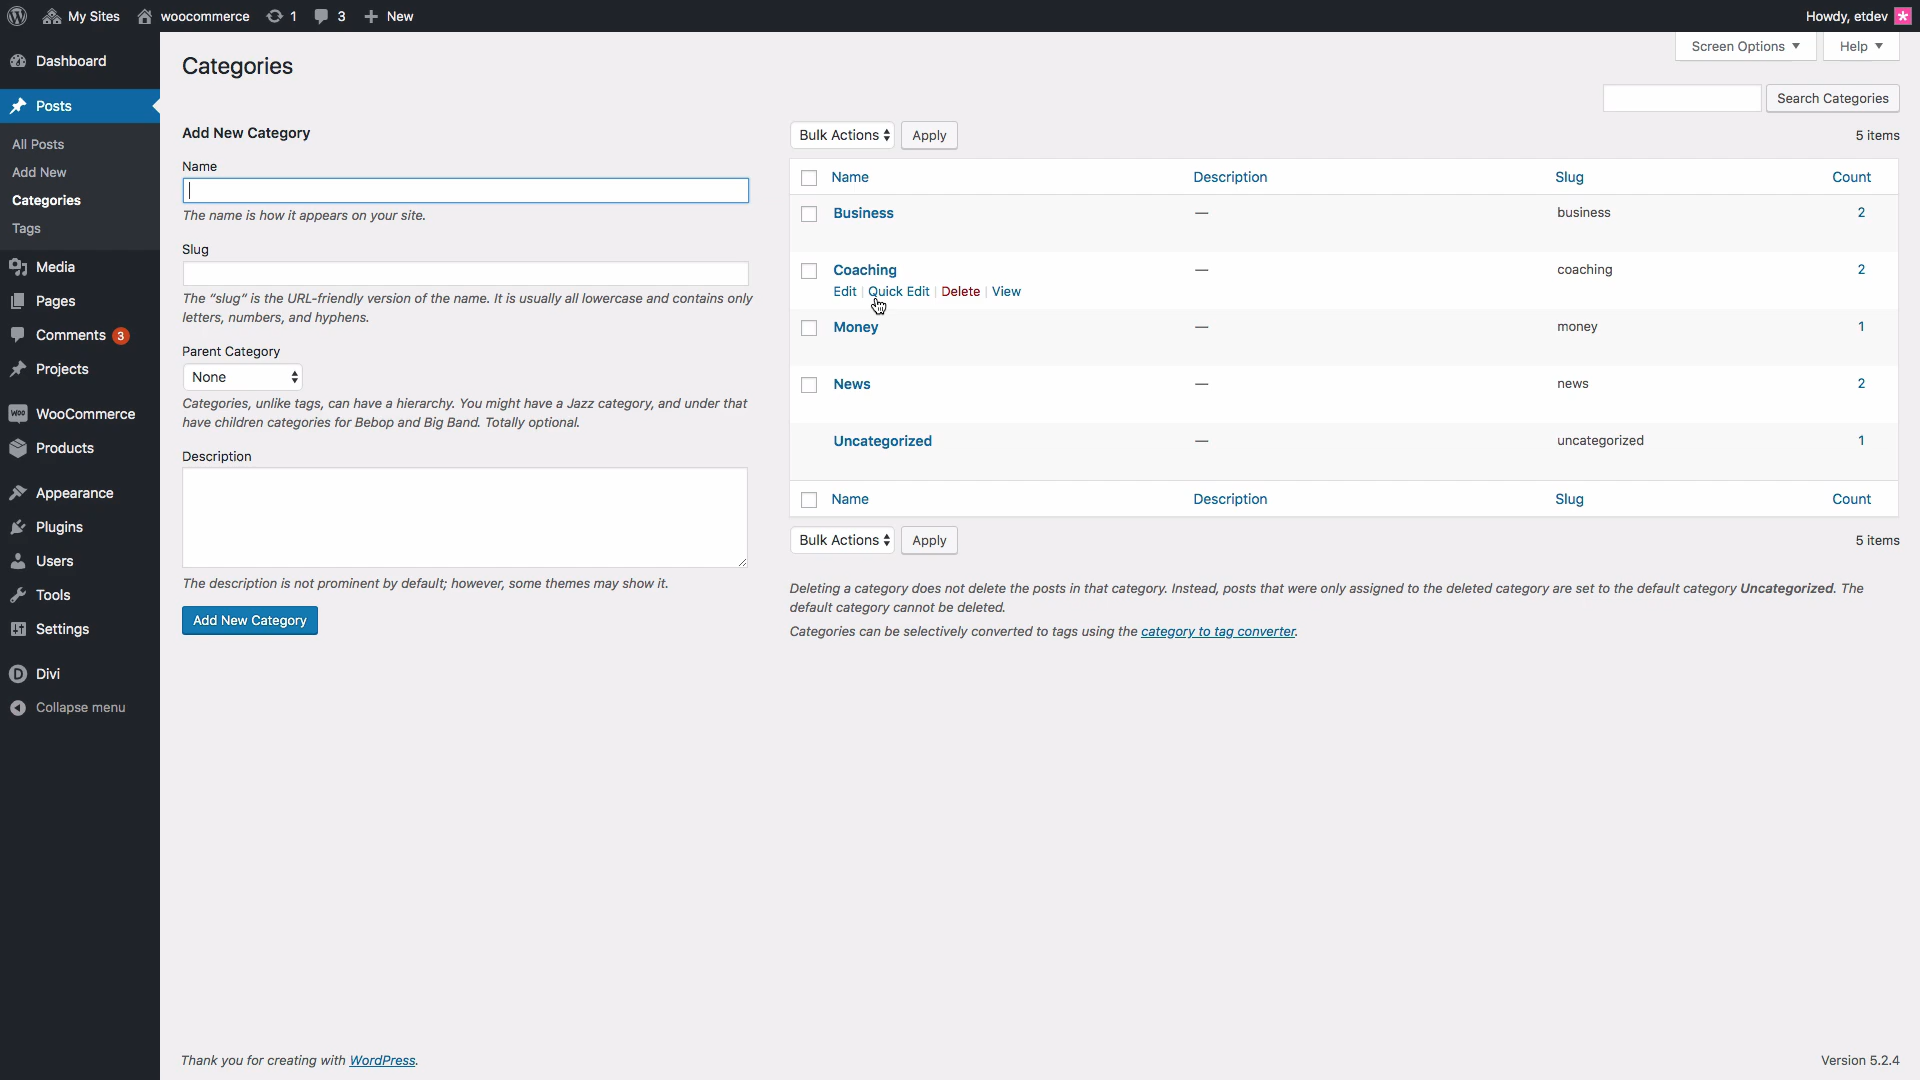 My Sites woocommerce 1 3 + New Howdy, etdev
Screen Options Help
Dashboard
Posts
All Posts
Add New
Categories
Tags
Media
Pages
Comments 3
Projects
WooCommerce
Products
Appearance
Plugins
Users
Tools
Settings
Divi
Collapse menu
Categories
Search Categories
Add New Category
Name
The name is how it appears on your site.
Slug
The “slug” is the URL-friendly version of the name. It is usually all lowercase and contains only
letters, numbers, and hyphens.
Parent Category
None
Categories, unlike tags, can have a hierarchy. You might have a Jazz category, and under that
have children categories for Bebop and Big Band. Totally optional.
Description
The description is not prominent by default; however, some themes may show it.
Add New Category
Bulk Actions Apply 5 items
Name Description Slug Count
Business — business 2
Coaching — coaching 2
Edit | Quick Edit | Delete | View
Money — money 1
News — news 2
Uncategorized — uncategorized 1
Name Description Slug Count
Bulk Actions Apply 5 items
Deleting a category does not delete the posts in that category. Instead, posts that were only assigned to the deleted category are set to the default category Uncategorized. The
default category cannot be deleted.
Categories can be selectively converted to tags using the category to tag converter.
Thank you for creating with WordPress. Version 5.2.4